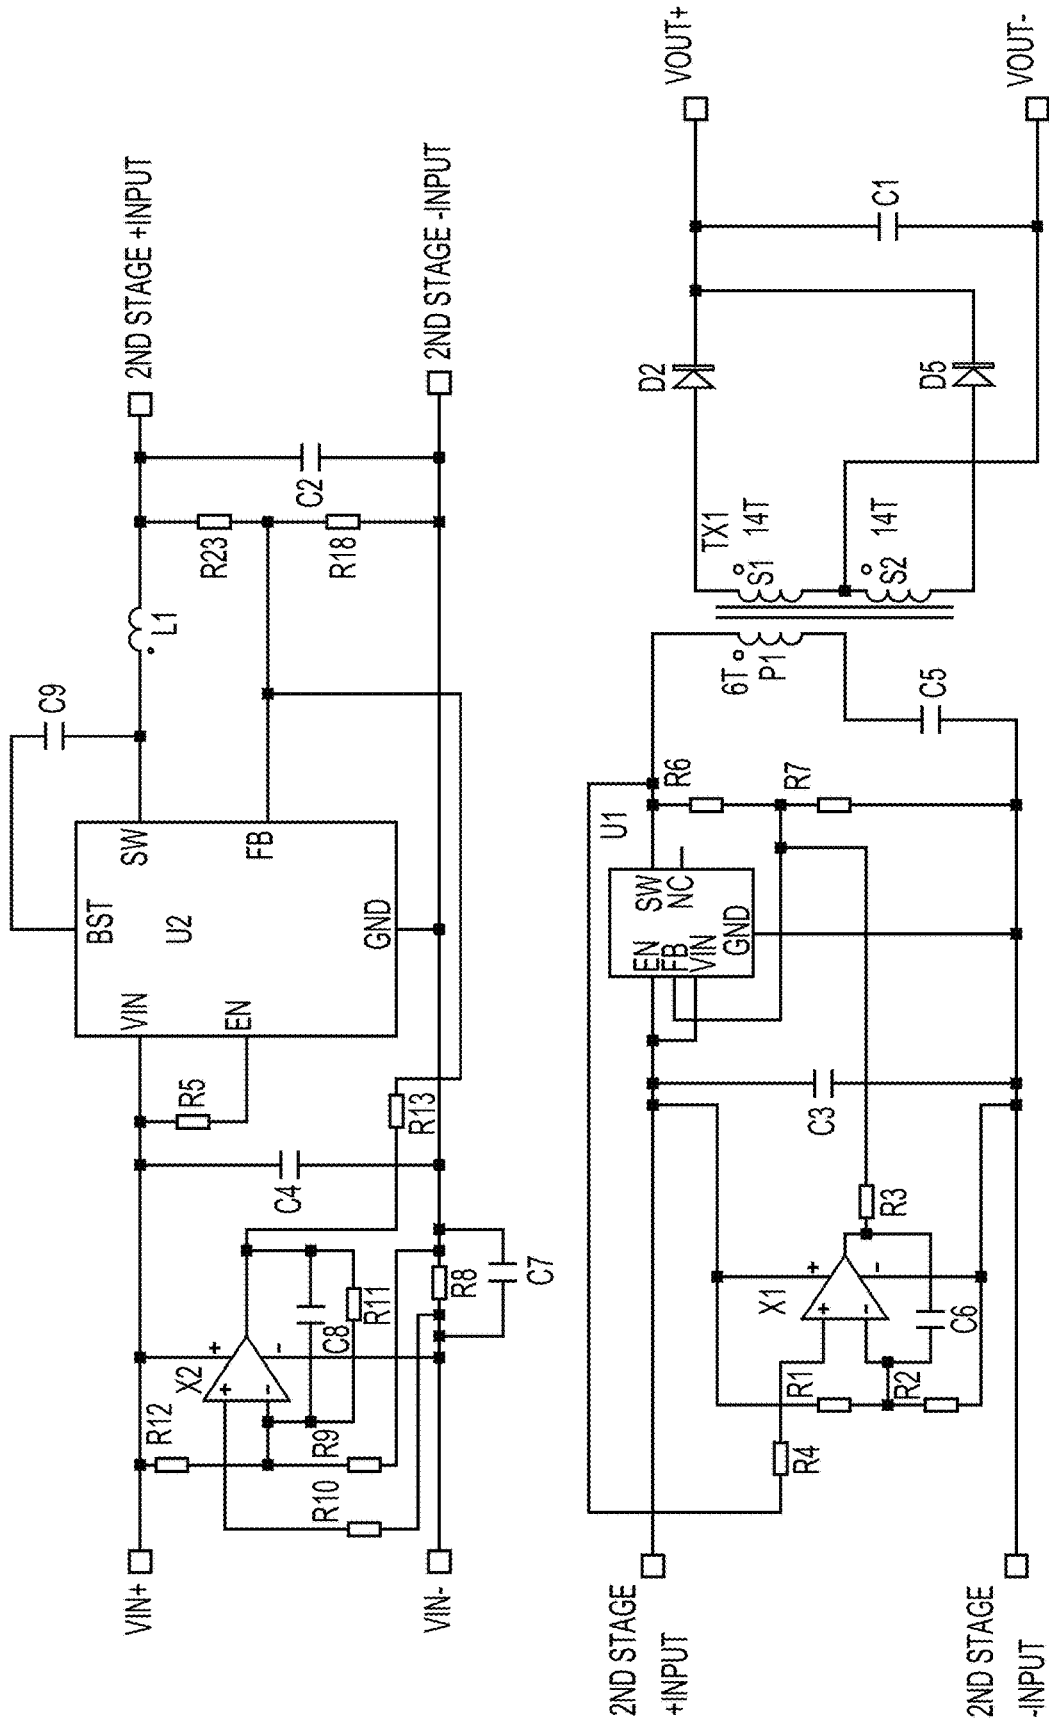 VIN+
VIN-
R12
R10
R9
X2
+
-
+
-
C8
R11
R8
C7
C4
R13
R5
VIN
EN
BST
U2
GND
SW
FB
C9
L1
R23
R18
C2
2ND STAGE +INPUT
2ND STAGE -INPUT
2ND STAGE
+INPUT
2ND STAGE
-INPUT
R4
R1
R2
X1
+
-
+
-
C6
R3
C3
EN
FB
VIN
GND
SW
NC
U1
R6
R7
C5
6T
P1
TX1
14T
S1
14T
S2
D2
D5
C1
VOUT+
VOUT-